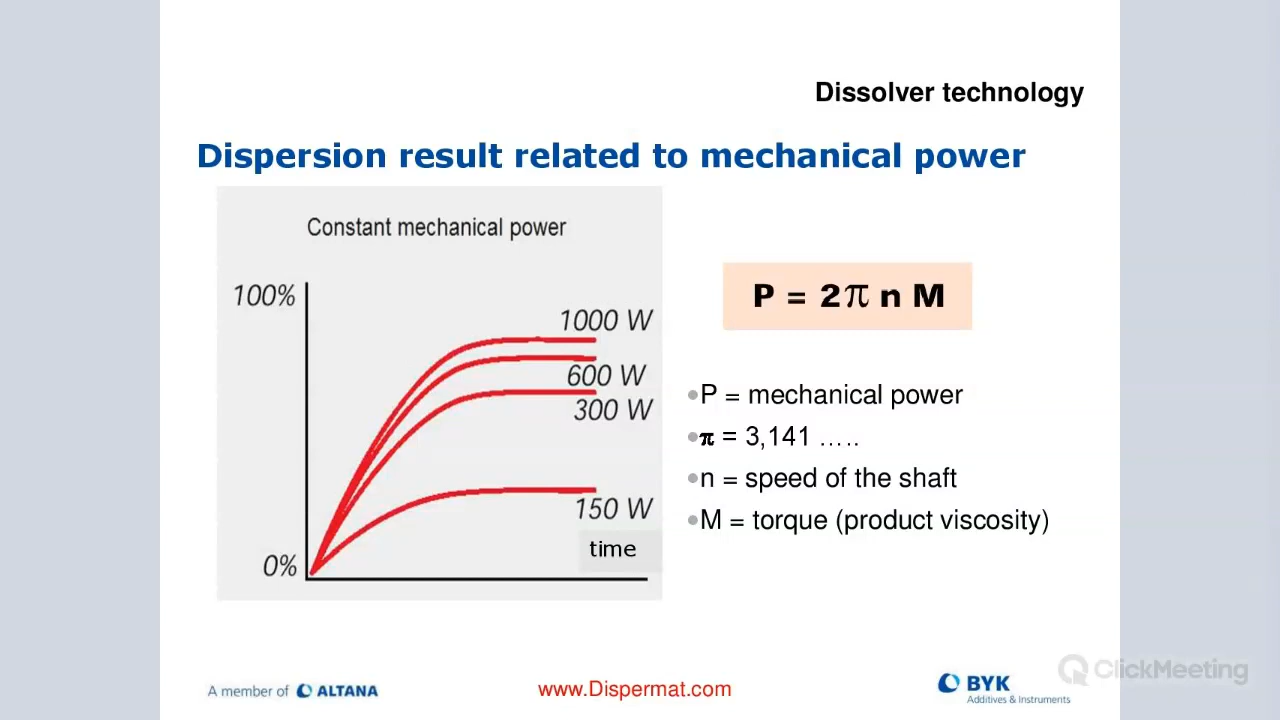 Dissolver technology
Dispersion result related to mechanical power
Constant mechanical power
100%
1000 W
600 W
300 W
150 W
time
0%
P = 2π n M
•P = mechanical power
•π = 3,141 …..
•n = speed of the shaft
•M = torque (product viscosity)
A member of ALTANA
www.Dispermat.com
BYK
Additives & Instruments
ClickMeeting